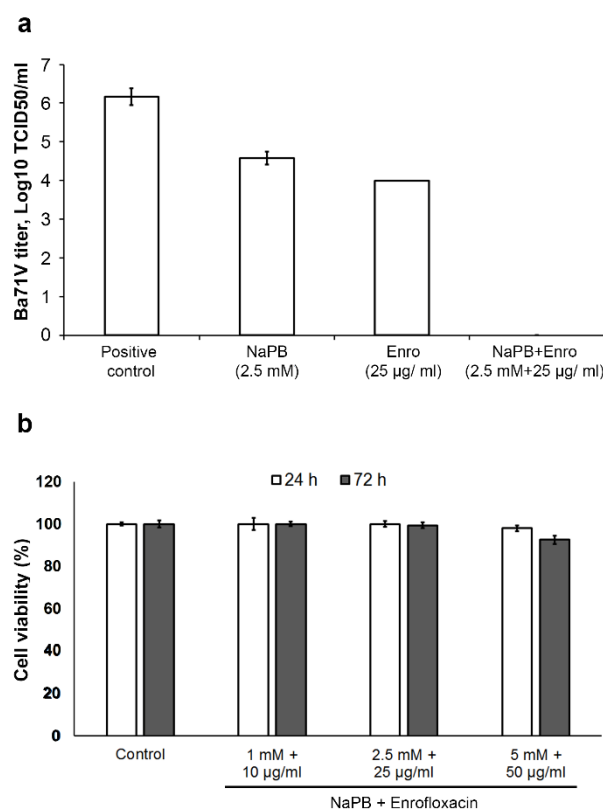 a
Ba71V titer, Log10 TCID50/ml
7
6
5
4
3
2
1
0
Positive control
NaPB (2.5 mM)
Enro (25 µg/ ml)
NaPB+Enro (2.5 mM+25 µg/ ml)
b
24 h 72 h
Cell viability (%)
120
100
80
60
40
20
0
Control
1 mM + 10 µg/ml
2.5 mM + 25 µg/ml
5 mM + 50 µg/ml
NaPB + Enrofloxacin